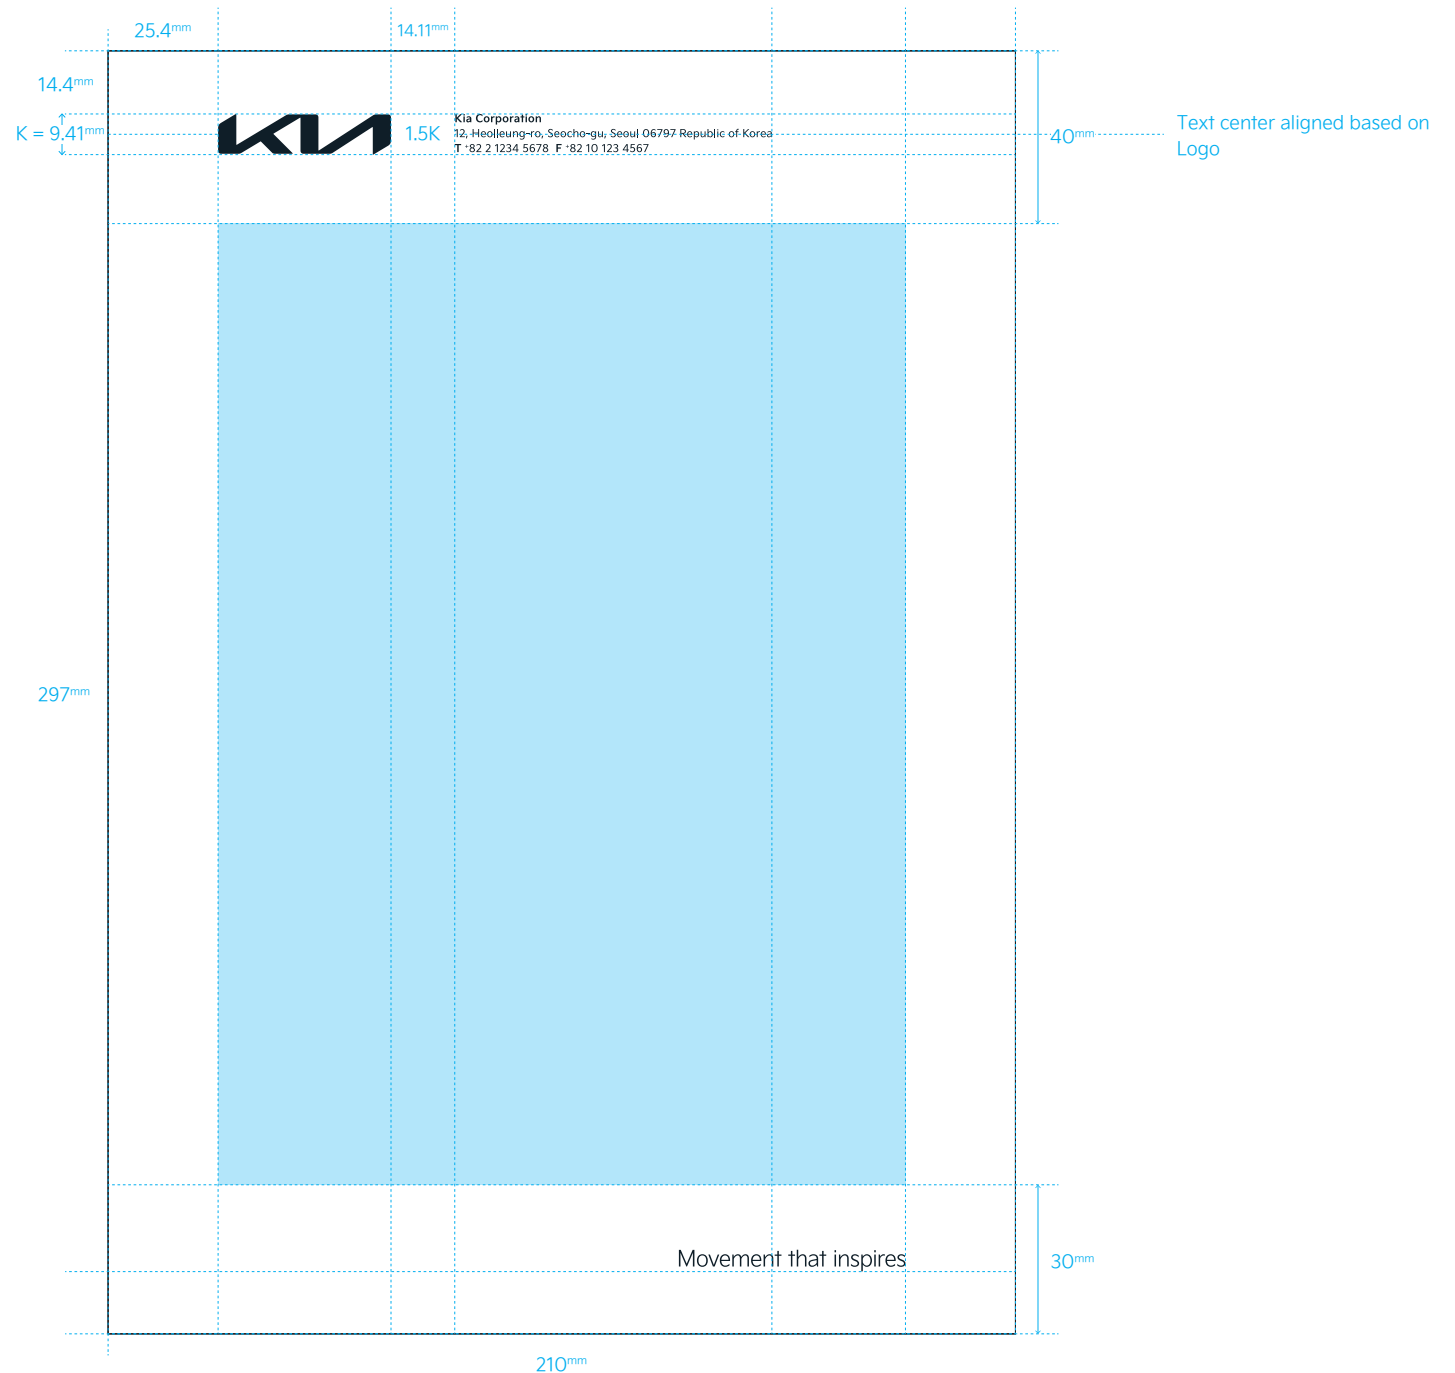 25.4mm
14.11mm
14.4mm
Kia Corporation
K = 9.41mm
KIA
1.5K
12, Heolleung-ro, Seocho-gu, Seoul 06797 Republic of Korea
T +82 2 1234 5678 F +82 10 123 4567
40mm
Text center aligned based on
Logo
297mm
Movement that inspires
30mm
210mm